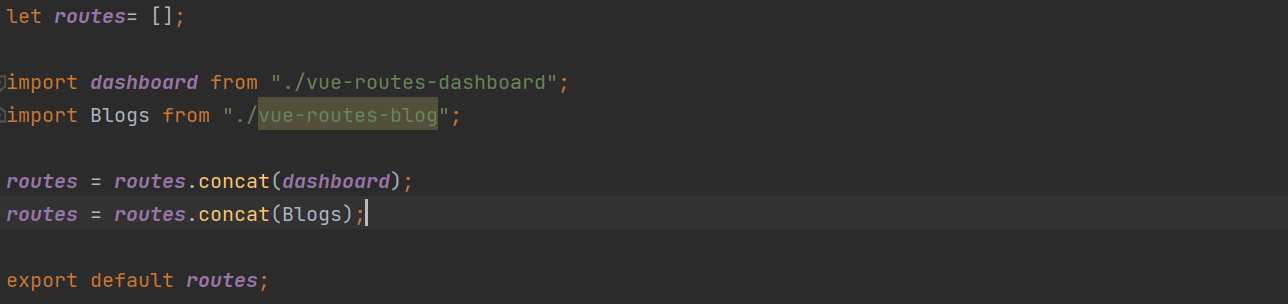 let routes= [];
import dashboard from "./vue-routes-dashboard";
import Blogs from "./vue-routes-blog";
routes = routes.concat(dashboard);
routes = routes.concat(Blogs);
export default routes;